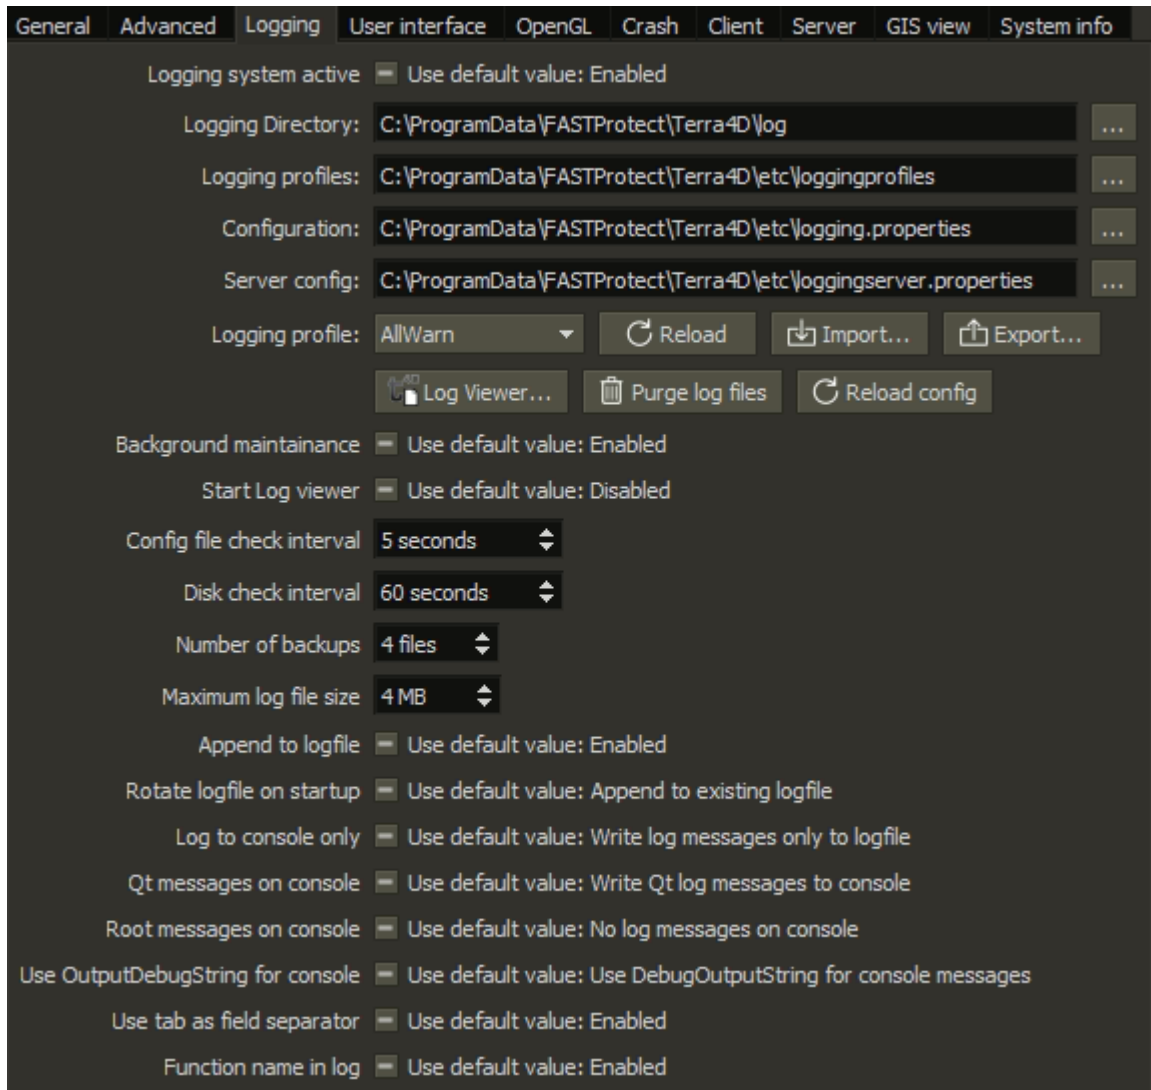 General Advanced Logging User interface OpenGL Crash Client Server GIS view System info
Logging system active Use default value: Enabled
Logging Directory: C:\ProgramData\FASTProtect\Terra4D\log ...
Logging profiles: C:\ProgramData\FASTProtect\Terra4D\etc\loggingprofiles ...
Configuration: C:\ProgramData\FASTProtect\Terra4D\etc\logging.properties ...
Server config: C:\ProgramData\FASTProtect\Terra4D\etc\loggingserver.properties ...
Logging profile: AllWarn Reload Import... Export...
Log Viewer... Purge log files Reload config
Background maintainance Use default value: Enabled
Start Log viewer Use default value: Disabled
Config file check interval 5 seconds
Disk check interval 60 seconds
Number of backups 4 files
Maximum log file size 4 MB
Append to logfile Use default value: Enabled
Rotate logfile on startup Use default value: Append to existing logfile
Log to console only Use default value: Write log messages only to logfile
Qt messages on console Use default value: Write Qt log messages to console
Root messages on console Use default value: No log messages on console
Use OutputDebugString for console Use default value: Use DebugOutputString for console messages
Use tab as field separator Use default value: Enabled
Function name in log Use default value: Enabled